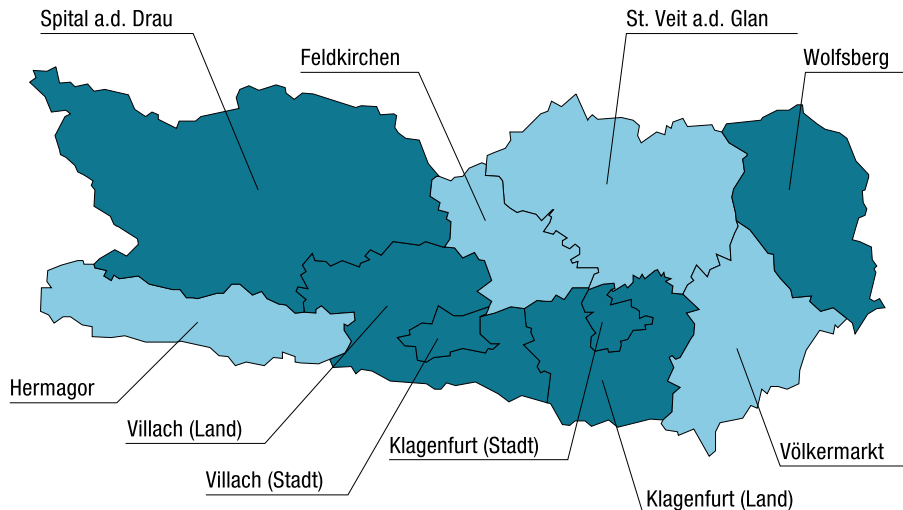 Spital a.d. Drau
St. Veit a.d. Glan
Feldkirchen
Wolfsberg
Hermagor
Villach (Land)
Klagenfurt (Stadt)
Völkermarkt
Villach (Stadt)
Klagenfurt (Land)